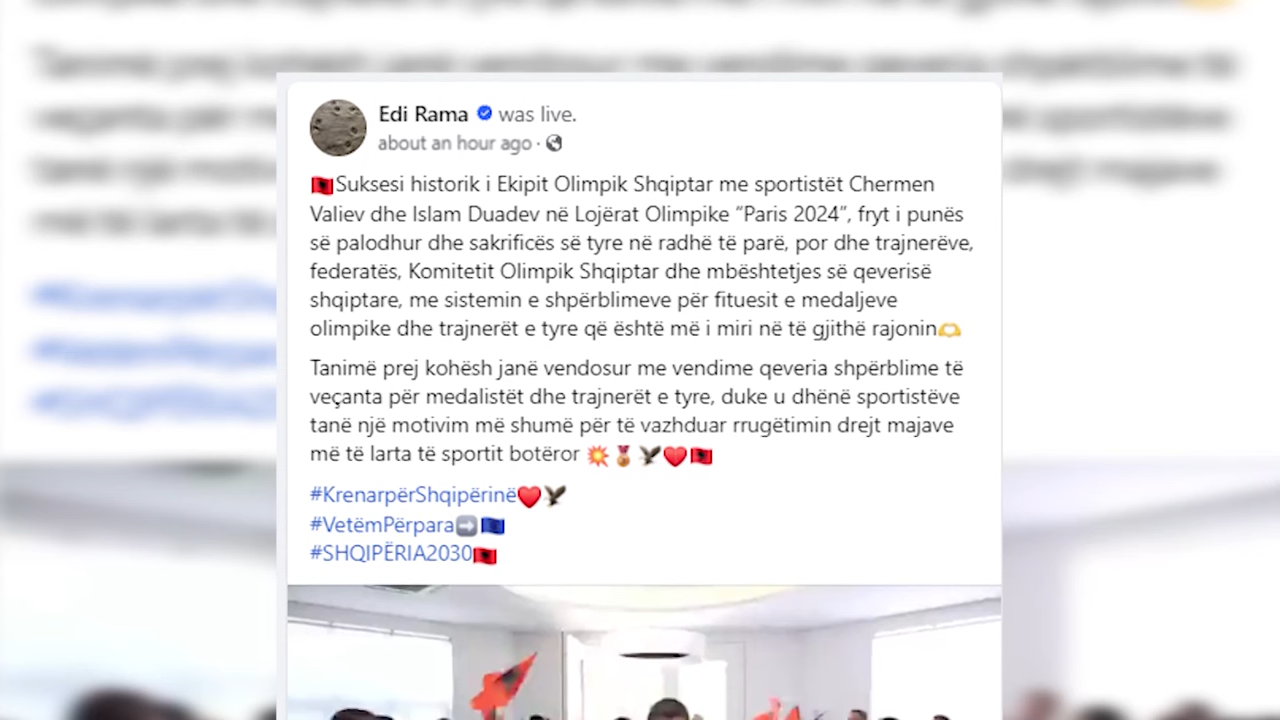 Edi Rama was live.
about an hour ago ·
🇦🇱Suksesi historik i Ekipit Olimpik Shqiptar me sportistët Chermen
Valiev dhe Islam Duadev në Lojërat Olimpike “Paris 2024”, fryt i punës
së palodhur dhe sakrificës së tyre në radhë të parë, por dhe trajnerëve,
federatës, Komitetit Olimpik Shqiptar dhe mbështetjes së qeverisë
shqiptare, me sistemin e shpërblimeve për fituesit e medaljeve
olimpike dhe trajnerët e tyre që është më i miri në të gjithë rajonin🫶
Tanimë prej kohësh janë vendosur me vendime qeveria shpërblime të
veçanta për medalistët dhe trajnerët e tyre, duke u dhënë sportistëve
tanë një motivim më shumë për të vazhduar rrugëtimin drejt majave
më të larta të sportit botëror 💥🏅🦅❤️🇦🇱
#KrenarpërShqipërinë❤️🦅
#VetëmPërpara➡️🇪🇺
#SHQIPËRIA2030🇦🇱